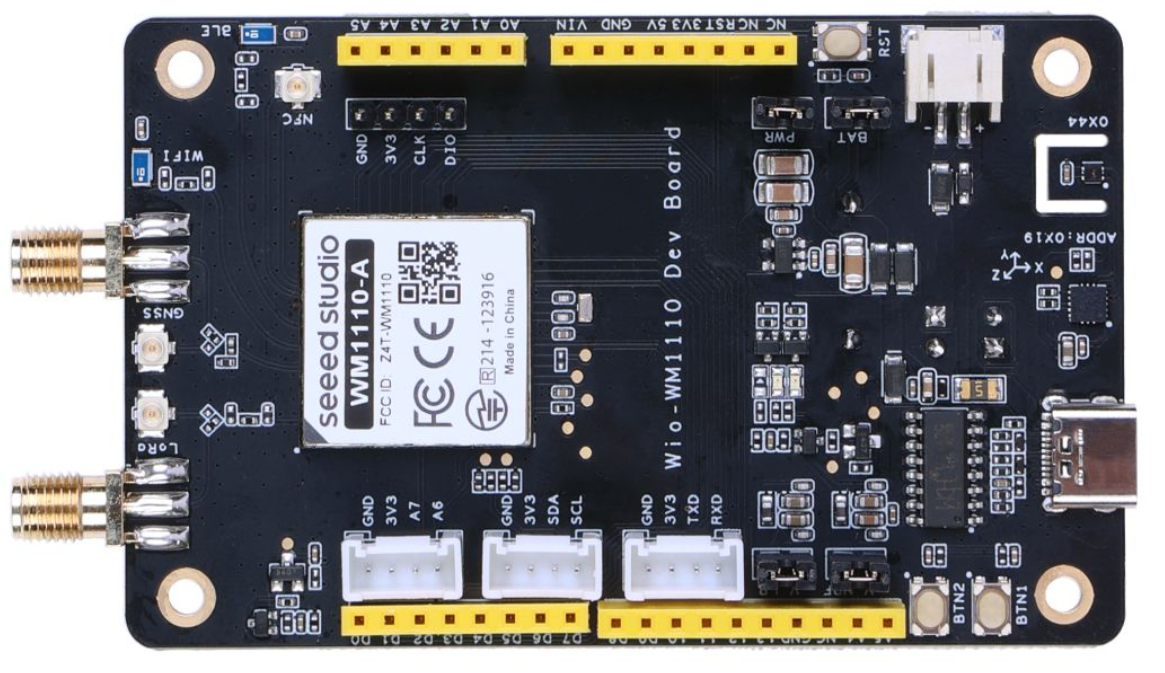 BLE
A5 A4 A3 A2 A1 A0
VIN GND 5V 3V3 RST NC NC
RST
NFC
GND 3V3 CLK DIO
PWR
BAT
- +
0X44
WIFI
Wio-WM1110 Dev Board
ADDR:0X19
X Y Z
seeed studio
WM1110-A
FCC ID: Z4T-WM1110
FC CE
R 214-123916
Made in China
GNSS
LoRa
GND 3V3 A7 A6
GND 3V3 SDA SCL
GND 3V3 TXD RXD
D0 D1 D2 D3 D4 D5 D6 D7
BTN2
BTN1